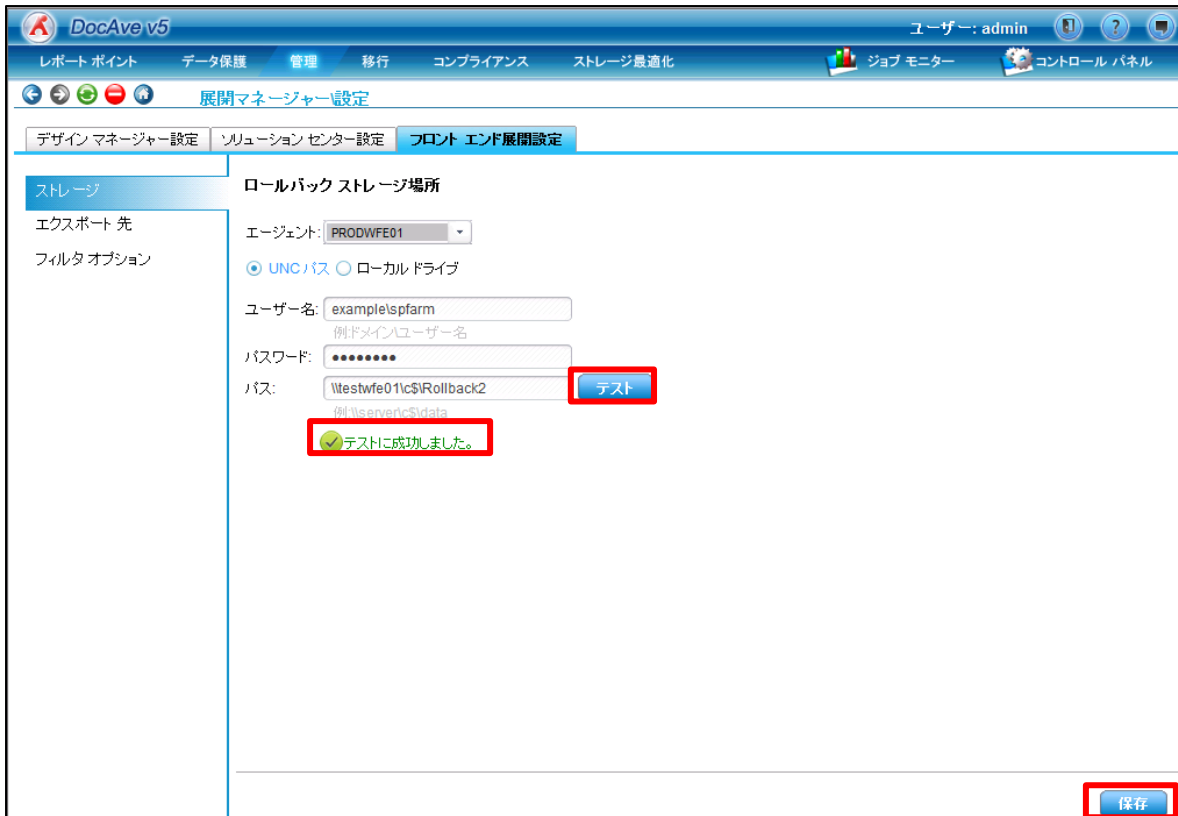 DocAve v5 ユーザー: admin
レポート ポイント データ保護 管理 移行 コンプライアンス ストレージ最適化 ジョブ モニター コントロール パネル
展開マネージャー\設定
デザイン マネージャー設定 ソリューション センター設定 フロント エンド展開設定
ストレージ
エクスポート 先
フィルタ オプション
ロールバック ストレージ場所
エージェント: PRODWFE01
UNC パス ローカル ドライブ
ユーザー名: example\spfarm
例:ドメイン\ユーザー名
パスワード: ••••••••
パス: \\testwfe01\c$\Rollback2 テスト
例:\\server\c$\data
テストに成功しました。
保存